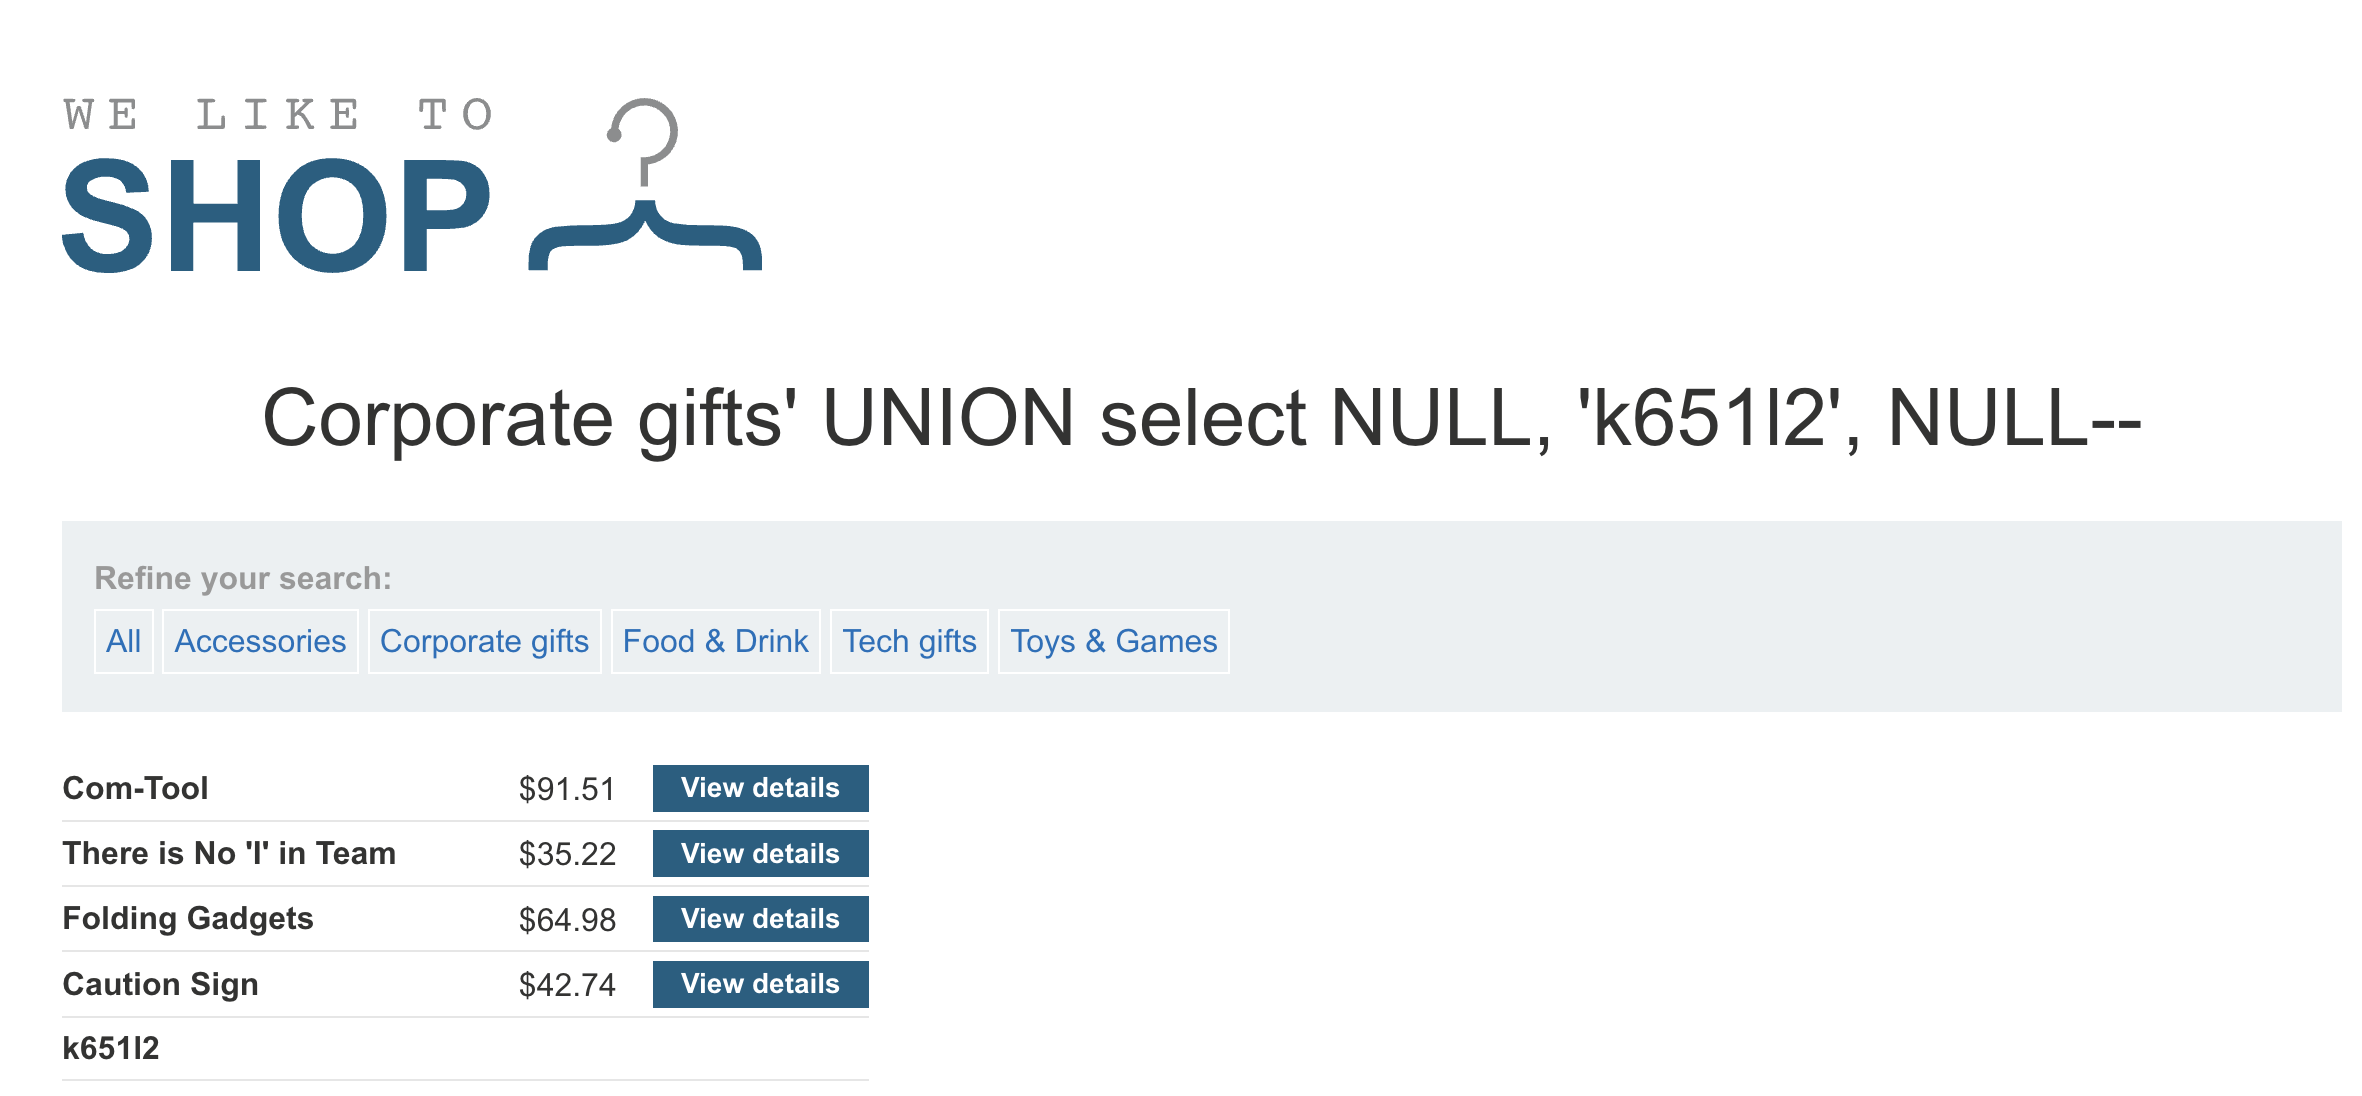 WE LIKE TO
SHOP
Corporate gifts' UNION select NULL, 'k651l2', NULL--
Refine your search:
All Accessories Corporate gifts Food & Drink Tech gifts Toys & Games
Com-Tool $91.51 View details
There is No 'I' in Team $35.22 View details
Folding Gadgets $64.98 View details
Caution Sign $42.74 View details
k651l2